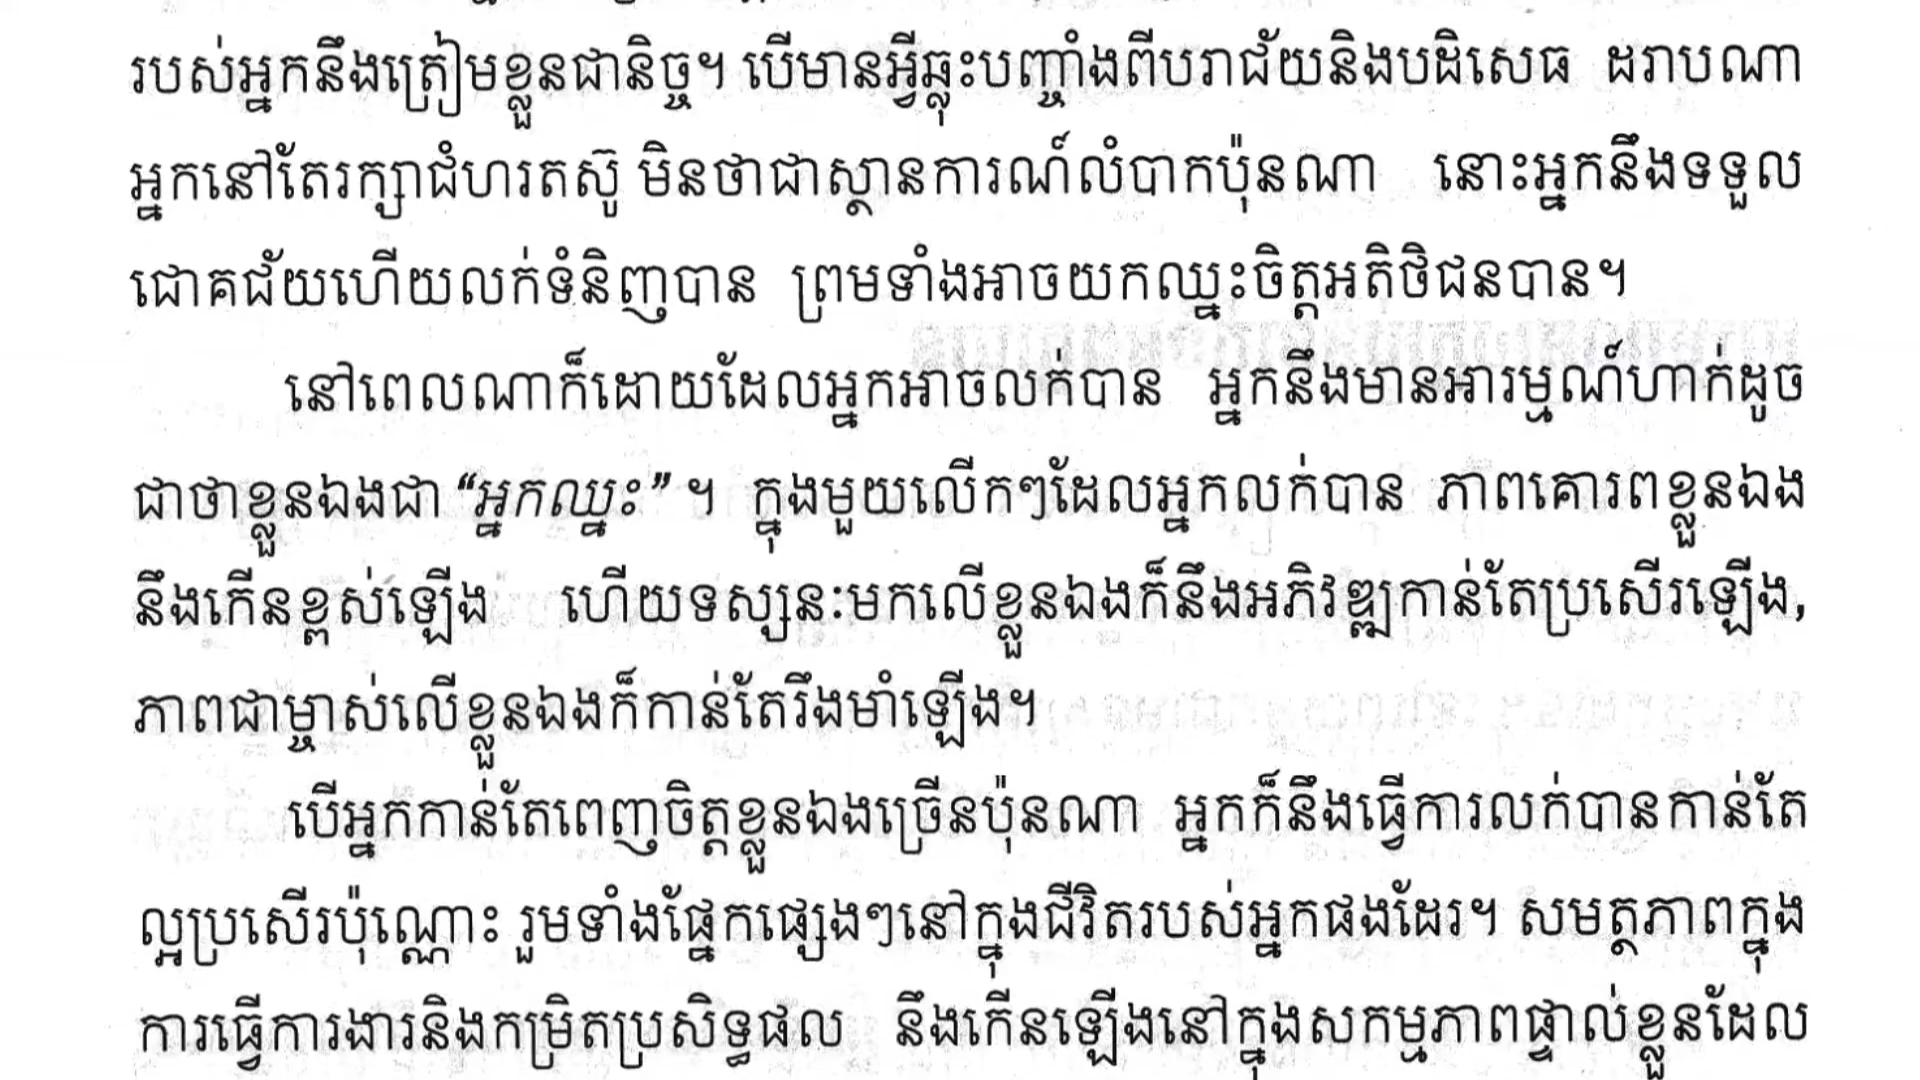 របស់អ្នកនឹងត្រៀមខ្លួនជានិច្ច។ បើមានអ្វីឆ្លុះបញ្ចាំងពីបរាជ័យនិងបដិសេធ ដរាបណា
អ្នកនៅតែរក្សាជំហរតស៊ូ មិនថាជាស្ថានការណ៍លំបាកប៉ុនណា នោះអ្នកនឹងទទួល
ជោគជ័យហើយលក់ទំនិញបាន ព្រមទាំងអាចយកឈ្នះចិត្តអតិថិជនបាន។
នៅពេលណាក៏ដោយដែលអ្នកអាចលក់បាន អ្នកនឹងមានអារម្មណ៍ហាក់ដូច
ជាថាខ្លួនឯងជា “អ្នកឈ្នះ” ។ ក្នុងមួយលើកៗដែលអ្នកលក់បាន ភាពគោរពខ្លួនឯង
នឹងកើនខ្ពស់ឡើង ហើយទស្សនៈមកលើខ្លួនឯងក៏នឹងអភិវឌ្ឍកាន់តែប្រសើរឡើង,
ភាពជាម្ចាស់លើខ្លួនឯងក៏កាន់តែរឹងមាំឡើង។
បើអ្នកកាន់តែពេញចិត្តខ្លួនឯងច្រើនប៉ុនណា អ្នកក៏នឹងធ្វើការលក់បានកាន់តែ
ល្អប្រសើរប៉ុណ្ណោះ រួមទាំងផ្នែកផ្សេងៗនៅក្នុងជីវិតរបស់អ្នកផងដែរ។ សមត្ថភាពក្នុង
ការធ្វើការងារនិងកម្រិតប្រសិទ្ធផល នឹងកើនឡើងនៅក្នុងសកម្មភាពផ្ទាល់ខ្លួនដែល